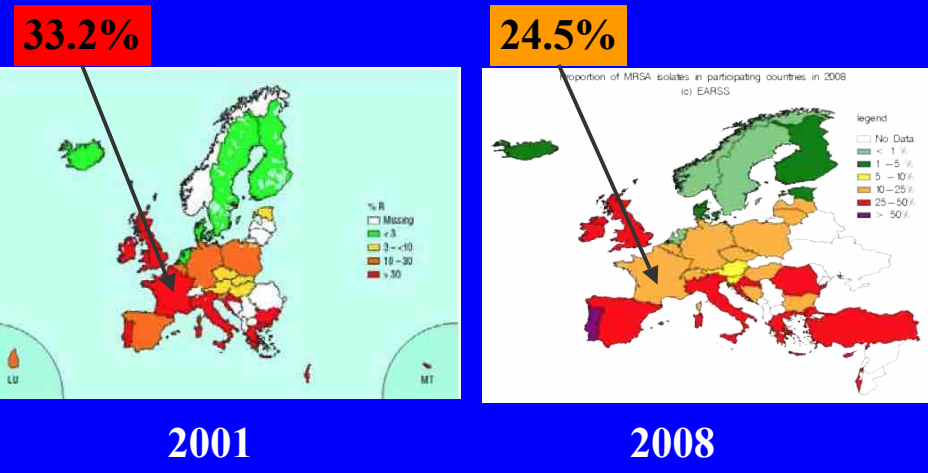 33.2%
24.5%
Proportion of MRSA isolates in participating countries in 2008
(c) EARSS
% R
Missing
<3
3-<10
10-30
>30
LU
MT
legend
No Data
< 1 %
1 -5 %
5 -10%
10-25%
25-50%
> 50%
2001
2008